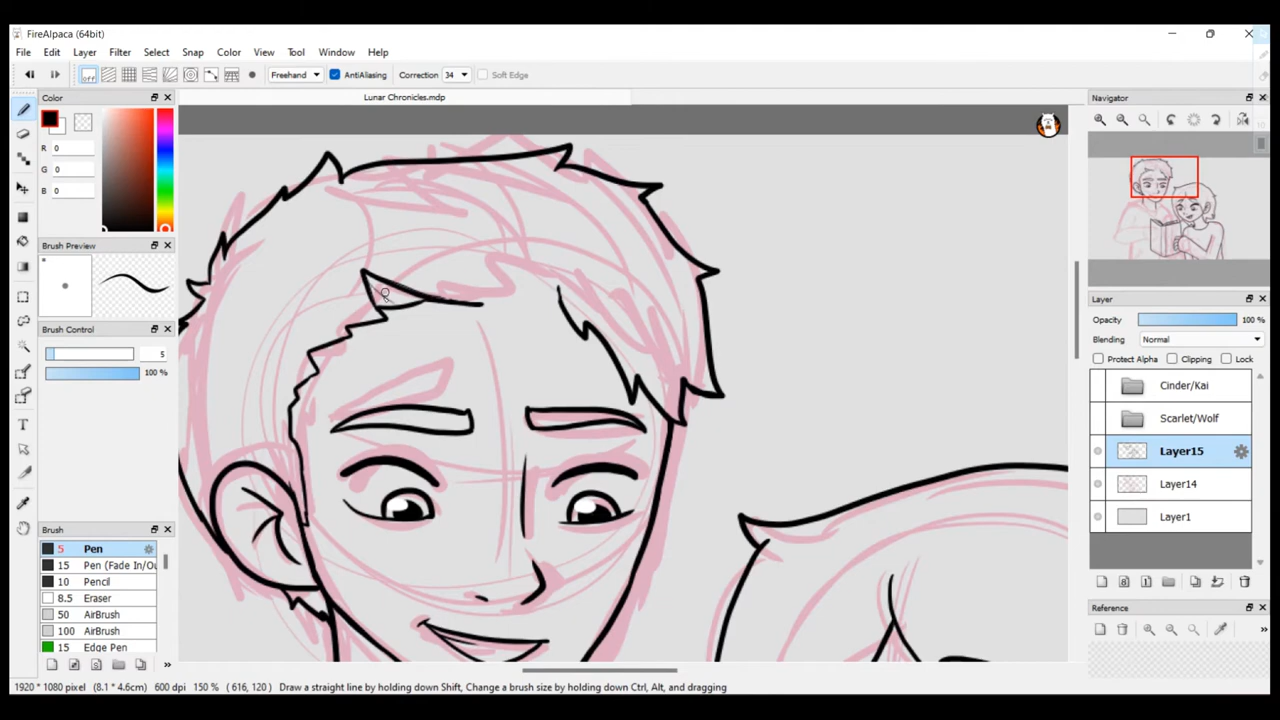 FireAlpaca (64bit)
File Edit Layer Filter Select Snap Color View Tool Window Help
off Freehand AntiAliasing Correction 34 Soft Edge
Color
Lunar Chronicles.mdp
Navigator
R 0
G 0
B 0
Brush Preview
Layer
Opacity 100 %
Brush Control
Blending Normal
5
Protect Alpha Clipping Lock
100 %
Cinder/Kai
Scarlet/Wolf
Layer15
Layer14
Layer1
Brush
5 Pen
15 Pen (Fade In/Ou
10 Pencil
8.5 Eraser
50 AirBrush
100 AirBrush
15 Edge Pen
Reference
1920 * 1080 pixel (8.1 * 4.6cm) 600 dpi 150 % ( 616, 120 ) Draw a straight line by holding down Shift, Change a brush size by holding down Ctrl, Alt, and dragging